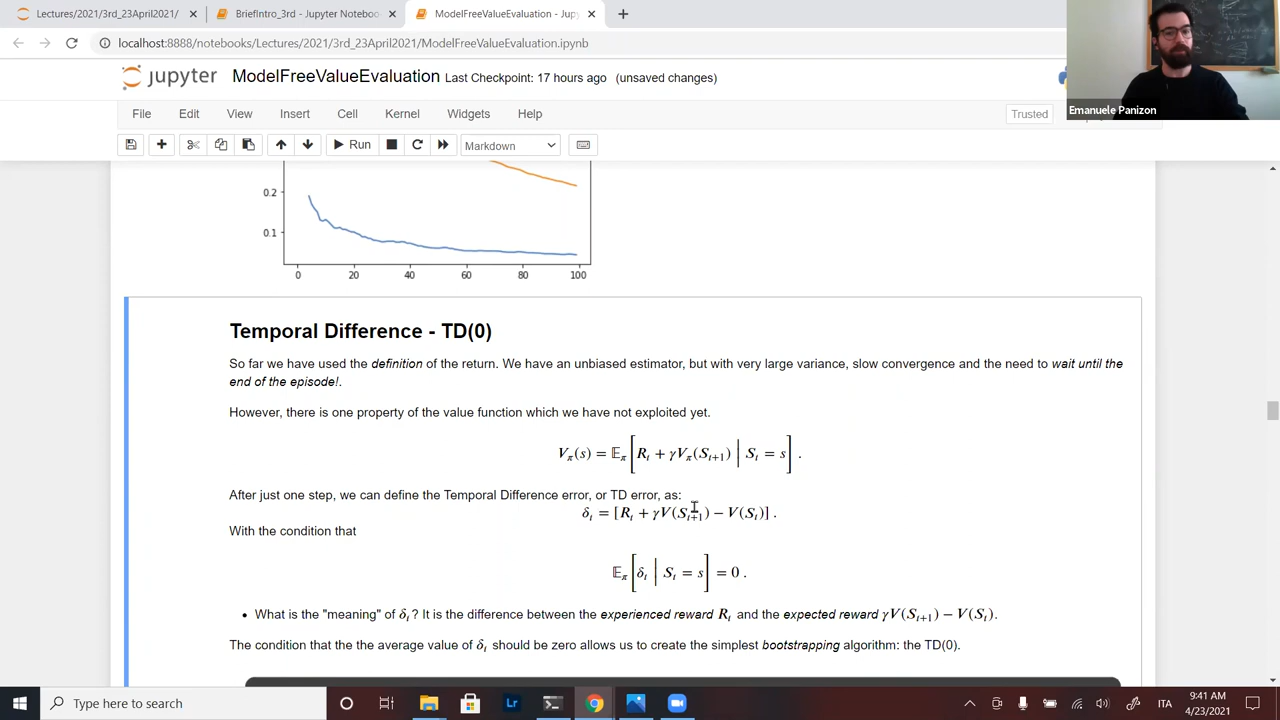 Lectures/2021/3rd_23April2021/
BriefIntro_3rd - Jupyter Noteboo
ModelFreeValueEvaluation - Jup
localhost:8888/notebooks/Lectures/2021/3rd_23April2021/ModelFreeValueEvaluation.ipynb
jupyter ModelFreeValueEvaluation Last Checkpoint: 17 hours ago (unsaved changes)
Emanuele Panizon
File Edit View Insert Cell Kernel Widgets Help
Trusted
Run
Markdown
0.2
0.1
0 20 40 60 80 100
Temporal Difference - TD(0)
So far we have used the definition of the return. We have an unbiased estimator, but with very large variance, slow convergence and the need to wait until the
end of the episode!.
However, there is one property of the value function which we have not exploited yet.
V_π(s) = 𝔼_π [ R_t + γV_π(S_{t+1}) | S_t = s ] .
After just one step, we can define the Temporal Difference error, or TD error, as:
δ_t = [R_t + γV(S_{t+1}) − V(S_t)] .
With the condition that
𝔼_π [ δ_t | S_t = s ] = 0 .
• What is the "meaning" of δ_t? It is the difference between the experienced reward R_t and the expected reward γV(S_{t+1}) − V(S_t).
The condition that the the average value of δ_t should be zero allows us to create the simplest bootstrapping algorithm: the TD(0).
Type here to search
Lr
ITA
9:41 AM
4/23/2021